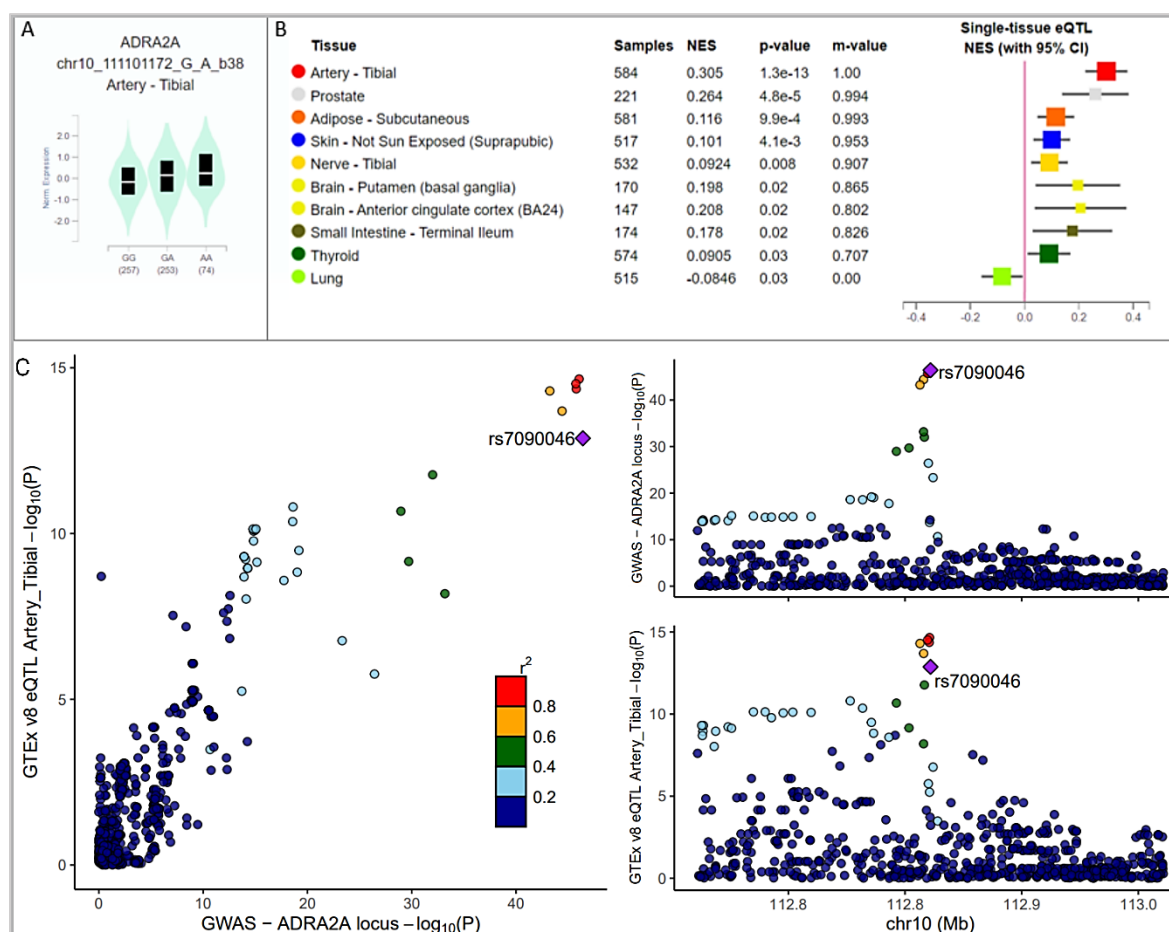 A
ADRA2A
chr10_111101172_G_A_b38
Artery - Tibial
Norm. Expression
2.0
1.0
0.0
-1.0
-2.0
GG GA AA
(257) (253) (74)
B
Tissue Samples NES p-value m-value Single-tissue eQTL NES (with 95% CI)
Artery - Tibial 584 0.305 1.3e-13 1.00
Prostate 221 0.264 4.8e-5 0.994
Adipose - Subcutaneous 581 0.116 9.9e-4 0.993
Skin - Not Sun Exposed (Suprapubic) 517 0.101 4.1e-3 0.953
Nerve - Tibial 532 0.0924 0.008 0.907
Brain - Putamen (basal ganglia) 170 0.198 0.02 0.865
Brain - Anterior cingulate cortex (BA24) 147 0.208 0.02 0.802
Small Intestine - Terminal Ileum 174 0.178 0.02 0.826
Thyroid 574 0.0905 0.03 0.707
Lung 515 -0.0846 0.03 0.00
-0.4 -0.2 0.0 0.2 0.4
C
GTEx v8 eQTL Artery_Tibial −log10(P)
15
10
5
0
rs7090046
r2
0.8
0.6
0.4
0.2
0 10 20 30 40
GWAS − ADRA2A locus −log10(P)
GWAS − ADRA2A locus −log10(P)
40
30
20
10
0
rs7090046
112.8 112.8 112.9 113.0
GTEx v8 eQTL Artery_Tibial −log10(P)
15
10
5
0
rs7090046
chr10 (Mb)